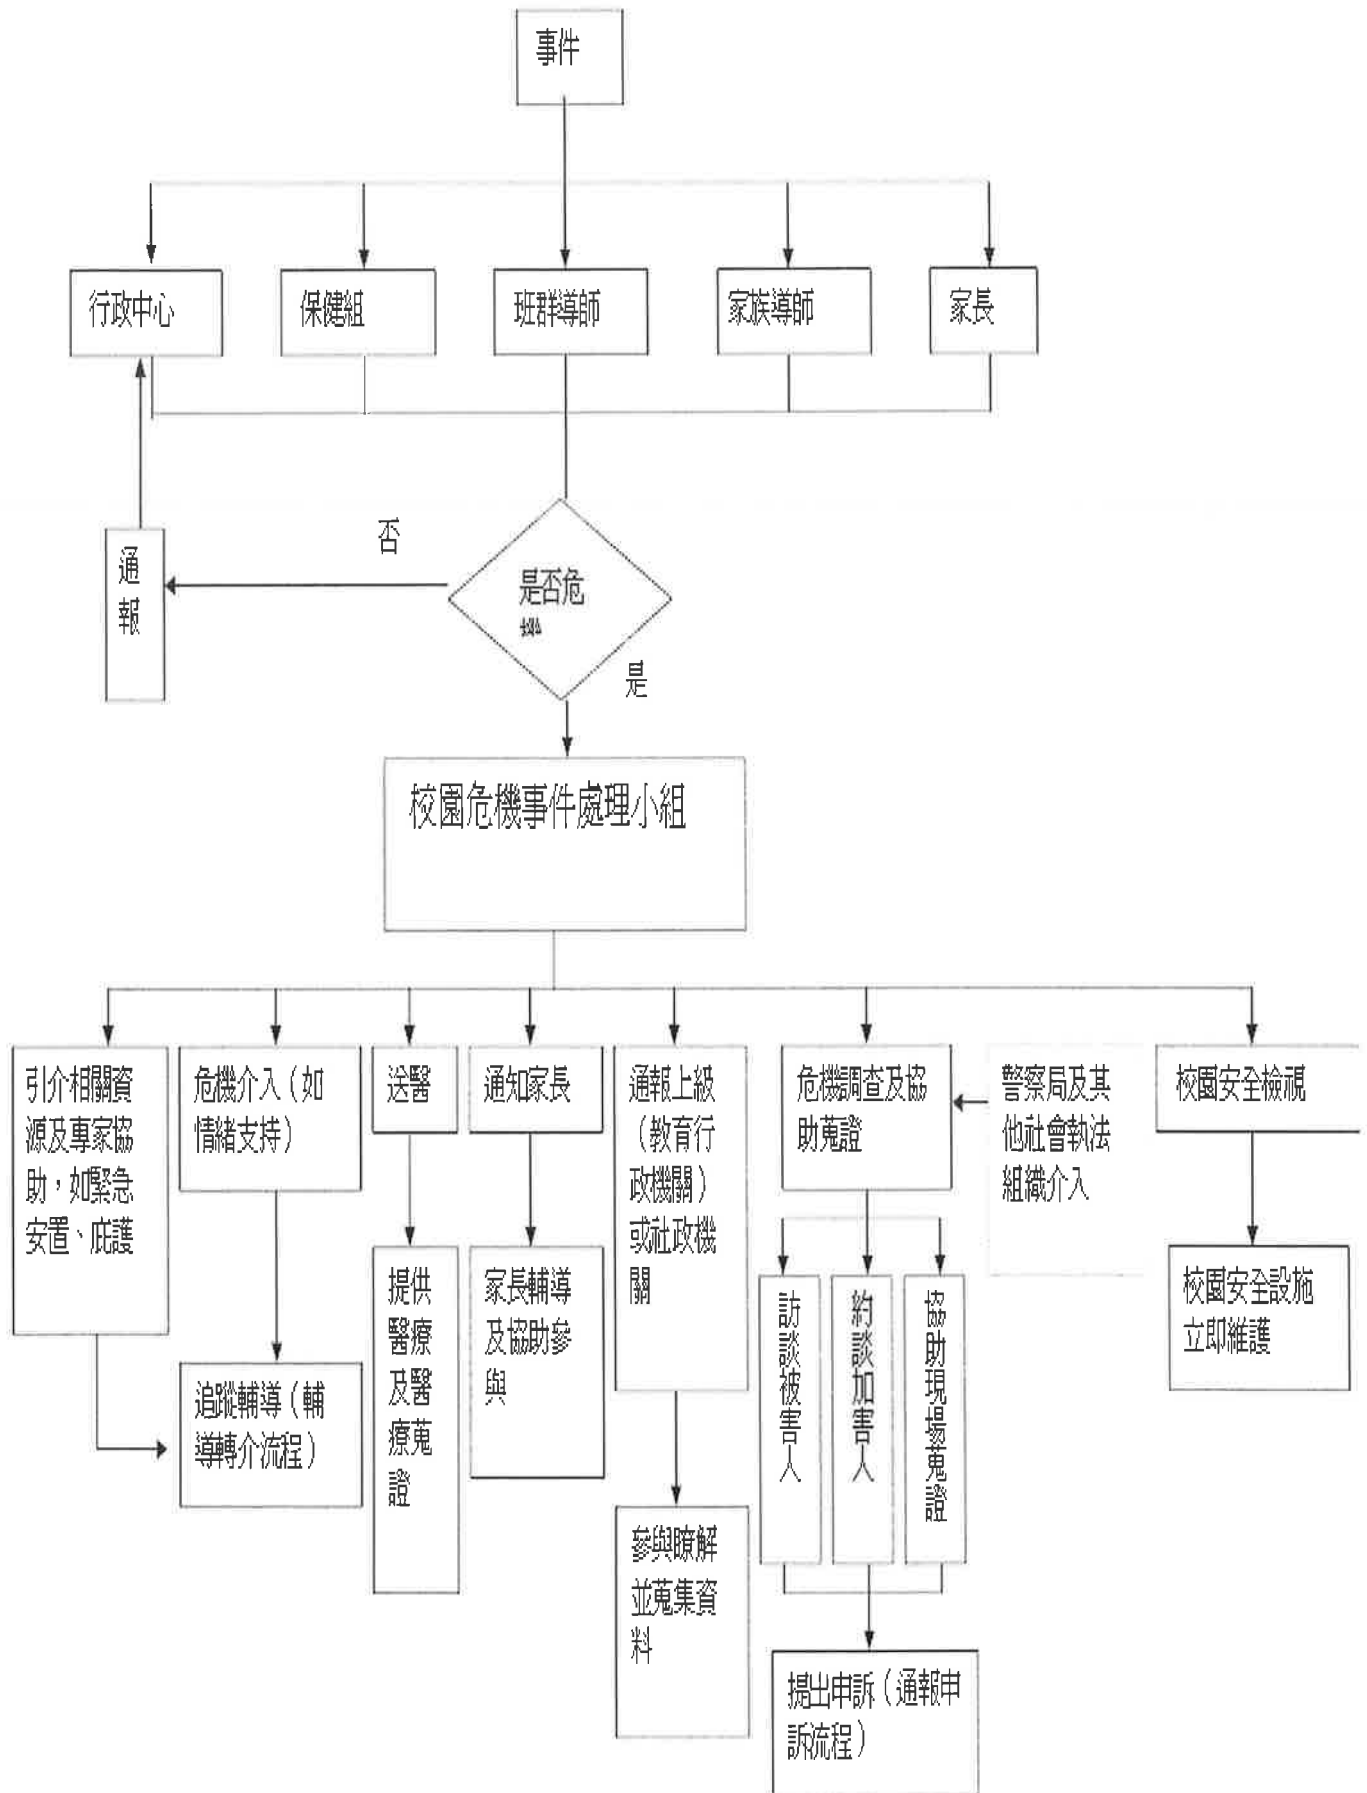 事件
行政中心
保健組
班群導師
家族導師
家長
否
通報
是否危
機
是
校園危機事件處理小組
引介相關資
源及專家協
助，如緊急
安置、庇護
危機介入（如
情緒支持）
送醫
通知家長
通報上級
（教育行
政機關）
或社政機
關
危機調查及協
助蒐證
警察局及其
他社會執法
組織介入
校園安全檢視
追蹤輔導（輔
導轉介流程）
提供
醫療
及醫
療蒐
證
家長輔導
及協助參
與
訪談被害人
約談加害人
協助現場蒐證
校園安全設施
立即維護
參與瞭解
並蒐集資
料
提出申訴（通報申
訴流程）